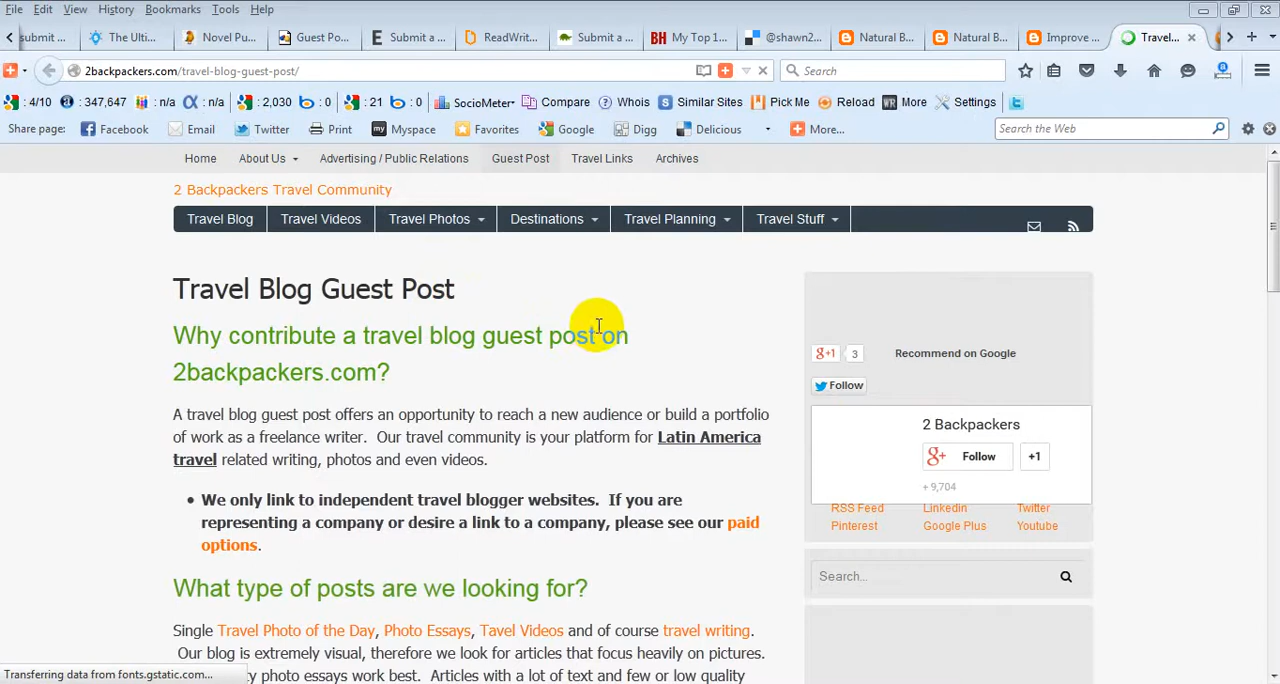 File Edit View History Bookmarks Tools Help
submit ... The Ulti... Novel Pu... Guest Po... Submit a ... ReadWrit... Submit a ... BH My Top 1... @shawn2... Natural B... Natural B... Improve ... Travel...
2backpackers.com/travel-blog-guest-post/ Search
4/10 347,647 : n/a : n/a : 2,030 : 0 : 21 : 0 SocioMeter Compare Whois Similar Sites Pick Me Reload WR More Settings
Share page: Facebook Email Twitter Print my Myspace Favorites Google Digg Delicious More... Search the Web
Home About Us Advertising / Public Relations Guest Post Travel Links Archives
2 Backpackers Travel Community
Travel Blog Travel Videos Travel Photos Destinations Travel Planning Travel Stuff
Travel Blog Guest Post
Why contribute a travel blog guest post on
2backpackers.com?
A travel blog guest post offers an opportunity to reach a new audience or build a portfolio
of work as a freelance writer. Our travel community is your platform for Latin America
travel related writing, photos and even videos.
• We only link to independent travel blogger websites. If you are
representing a company or desire a link to a company, please see our paid
options.
What type of posts are we looking for?
Single Travel Photo of the Day, Photo Essays, Tavel Videos and of course travel writing.
Our blog is extremely visual, therefore we look for articles that focus heavily on pictures.
ty photo essays work best. Articles with a lot of text and few or low quality
g+1 3 Recommend on Google
Follow
2 Backpackers
g+ Follow +1
+ 9,704
RSS Feed Linkedin Twitter
Pinterest Google Plus Youtube
Search...
Transferring data from fonts.gstatic.com...